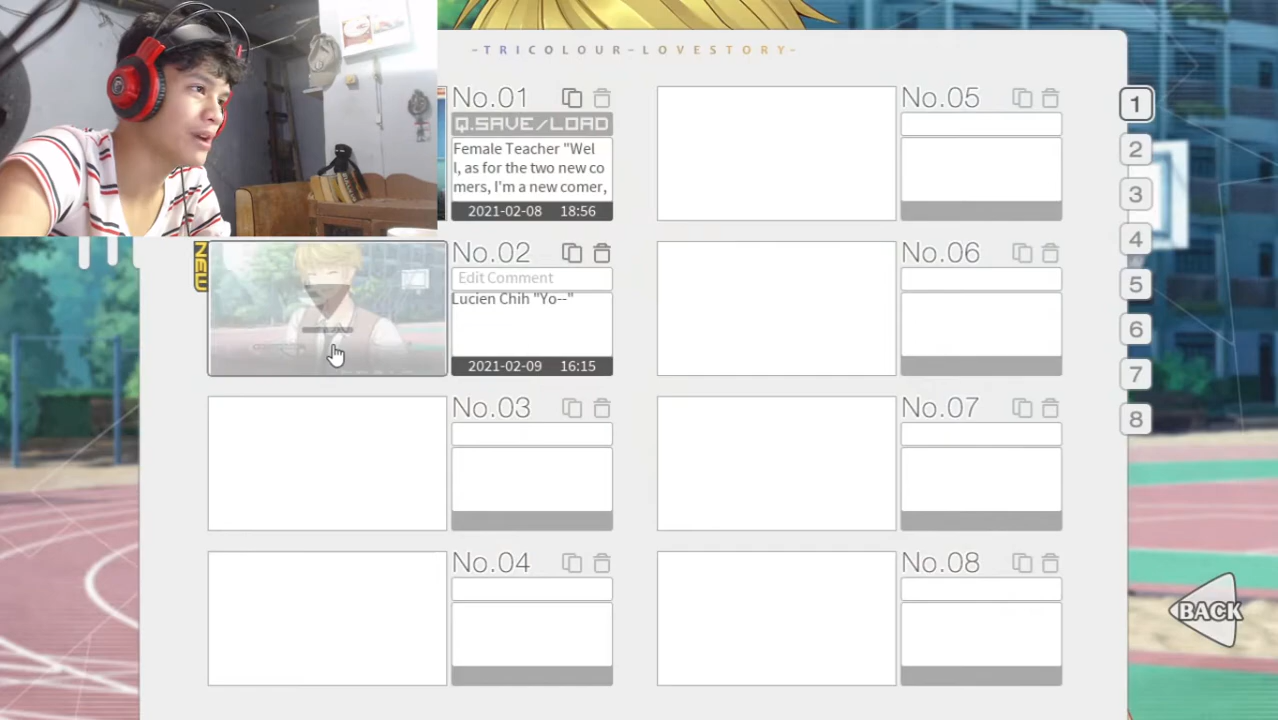 -TRICOLOUR-LOVESTORY-
No.01
Q.SAVE/LOAD
Female Teacher "Wel
l, as for the two new co
mers, I'm a new comer,
2021-02-08 18:56
NEW
No.02
Edit Comment
Lucien Chih "Yo--"
2021-02-09 16:15
No.03
No.04
No.05
No.06
No.07
No.08
1
2
3
4
5
6
7
8
BACK